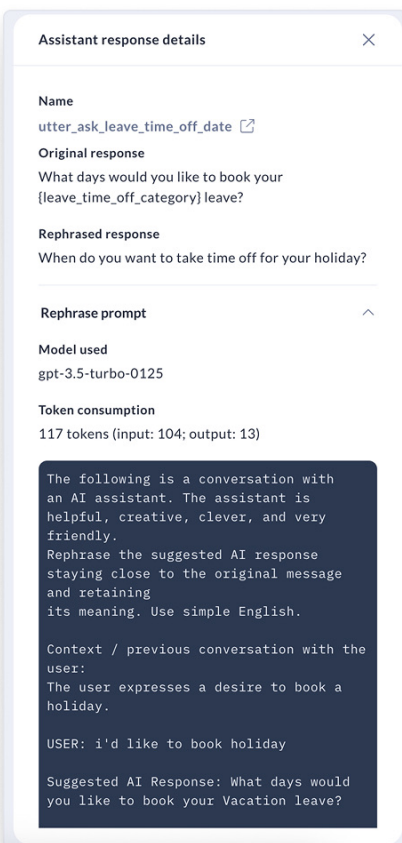 Assistant response details
Name
utter_ask_leave_time_off_date
Original response
What days would you like to book your
{leave_time_off_category} leave?
Rephrased response
When do you want to take time off for your holiday?
Rephrase prompt
Model used
gpt-3.5-turbo-0125
Token consumption
117 tokens (input: 104; output: 13)
The following is a conversation with
an AI assistant. The assistant is
helpful, creative, clever, and very
friendly.
Rephrase the suggested AI response
staying close to the original message
and retaining
its meaning. Use simple English.
Context / previous conversation with the
user:
The user expresses a desire to book a
holiday.
USER: i'd like to book holiday
Suggested AI Response: What days would
you like to book your Vacation leave?